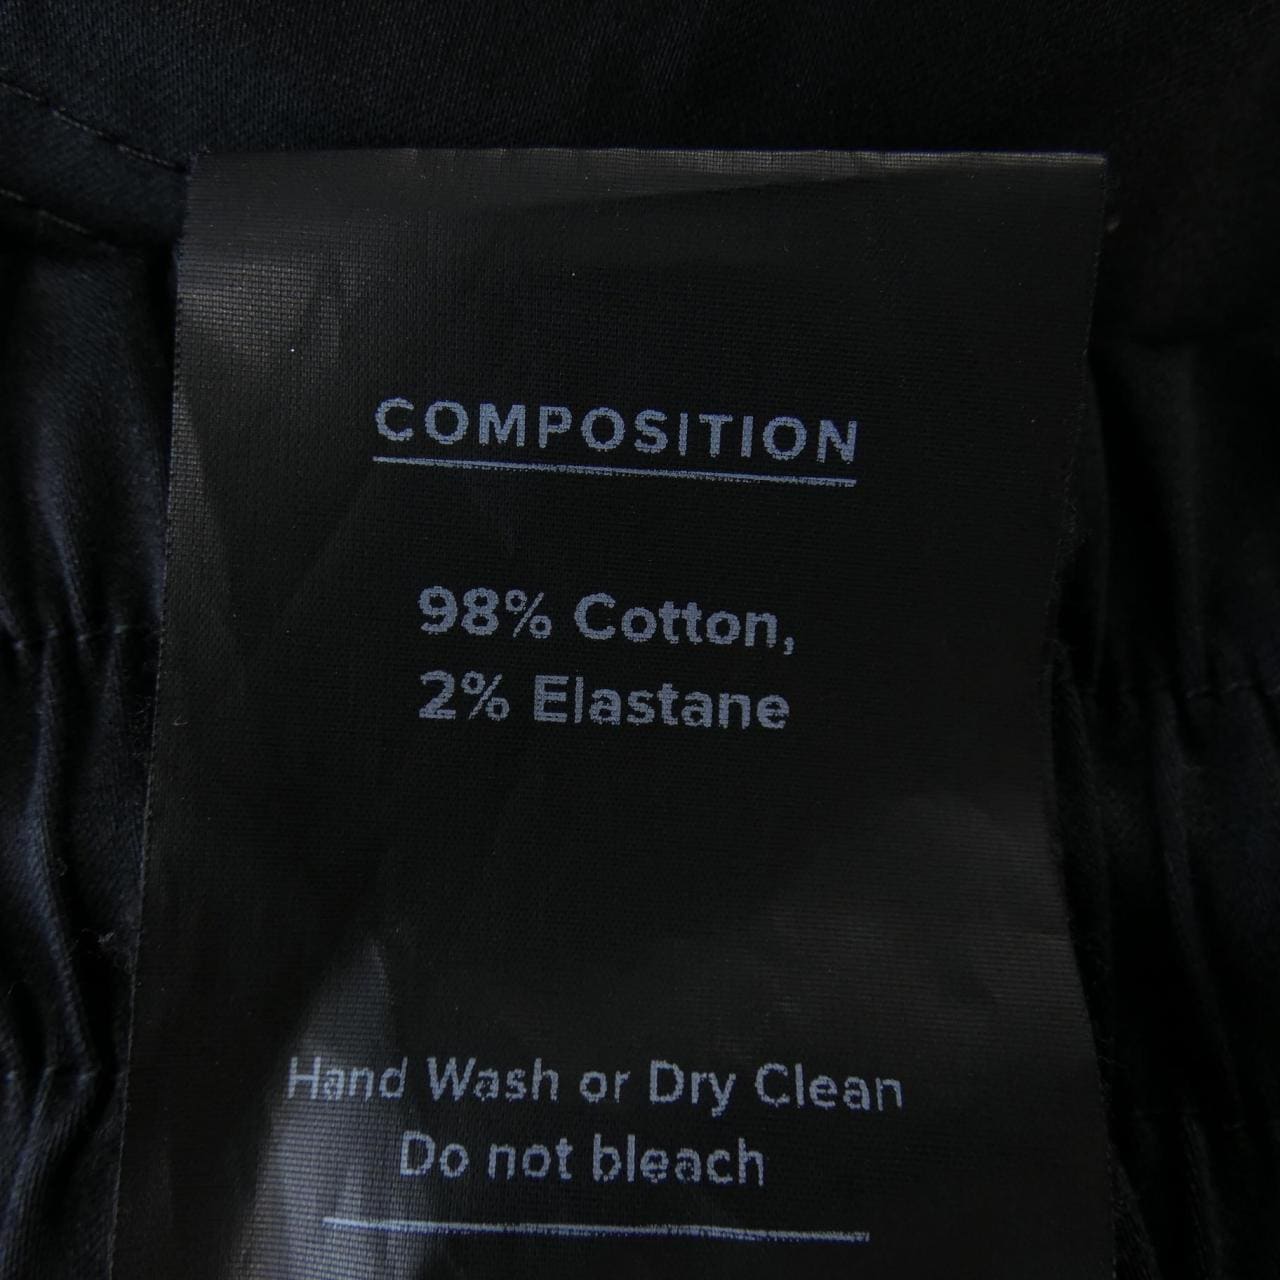 COMPOSITION
98% Cotton,
2% Elastane
Hand Wash or Dry Clean
Do not bleach